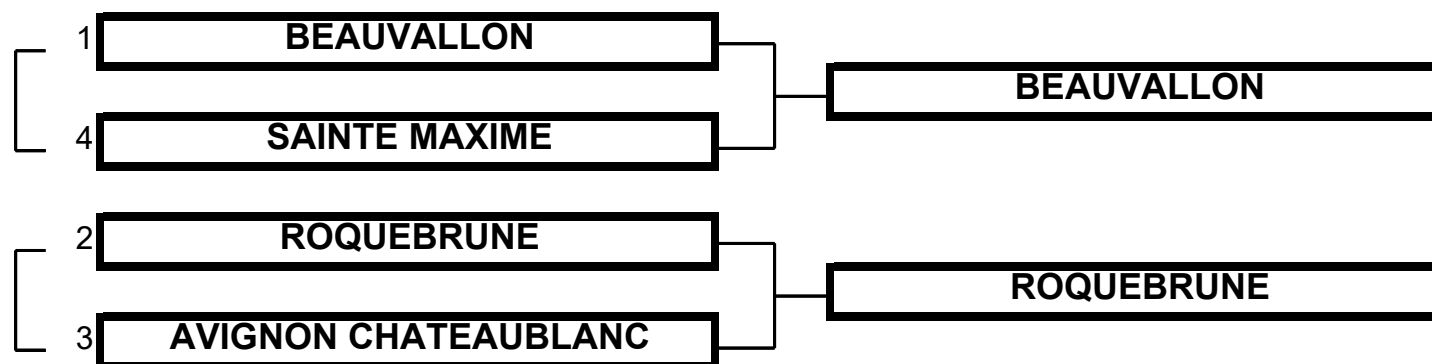 1 BEAUVALLON
BEAUVALLON
4 SAINTE MAXIME
2 ROQUEBRUNE
ROQUEBRUNE
3 AVIGNON CHATEAUBLANC